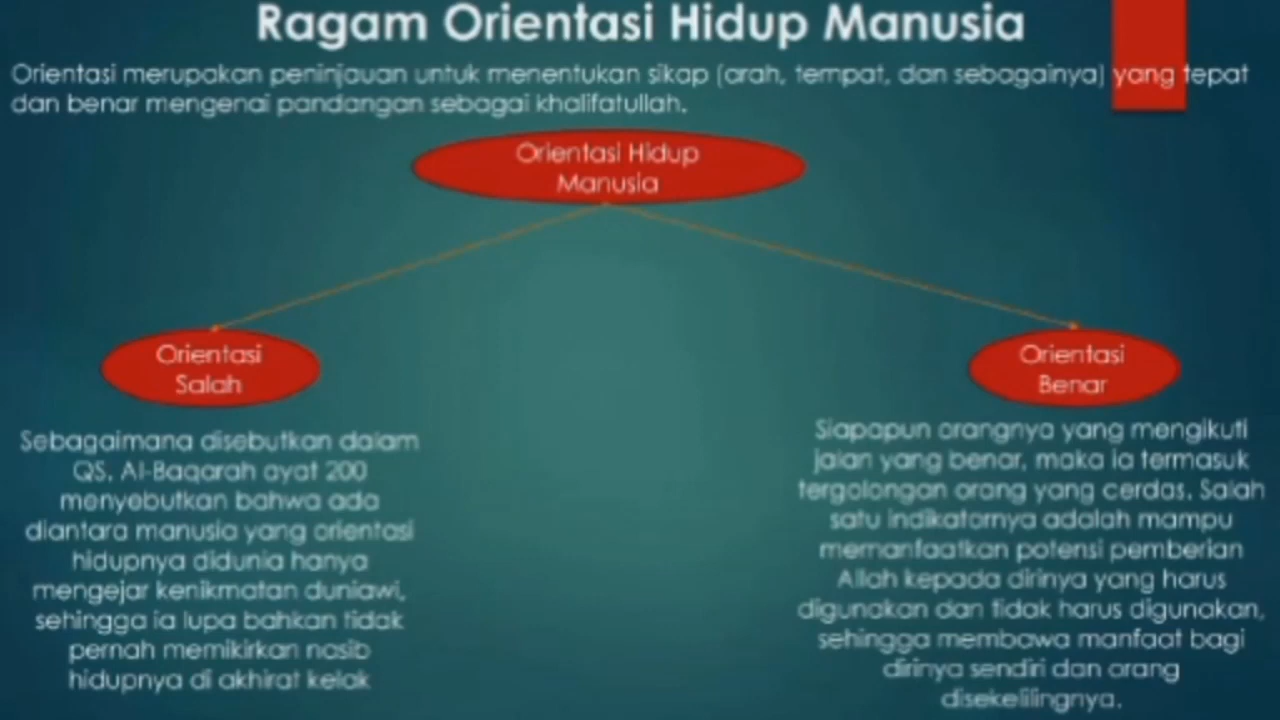 Ragam Orientasi Hidup Manusia
Orientasi merupakan peninjauan untuk menentukan sikap (arah, tempat, dan sebagainya) yang tepat
dan benar mengenai pandangan sebagai khalifatullah.
Orientasi Hidup
Manusia
Orientasi
Salah
Sebagaimana disebutkan dalam
QS. Al-Baqarah ayat 200
menyebutkan bahwa ada
diantara manusia yang orientasi
hidupnya didunia hanya
mengejar kenikmatan duniawi,
sehingga ia lupa bahkan tidak
pernah memikirkan nasib
hidupnya di akhirat kelak
Orientasi
Benar
Siapapun orangnya yang mengikuti
jalan yang benar, maka ia termasuk
tergolongan orang yang cerdas. Salah
satu indikatornya adalah mampu
memanfaatkan potensi pemberian
Allah kepada dirinya yang harus
digunakan dan tidak harus digunakan,
sehingga membawa manfaat bagi
dirinya sendiri dan orang
disekelilingnya.